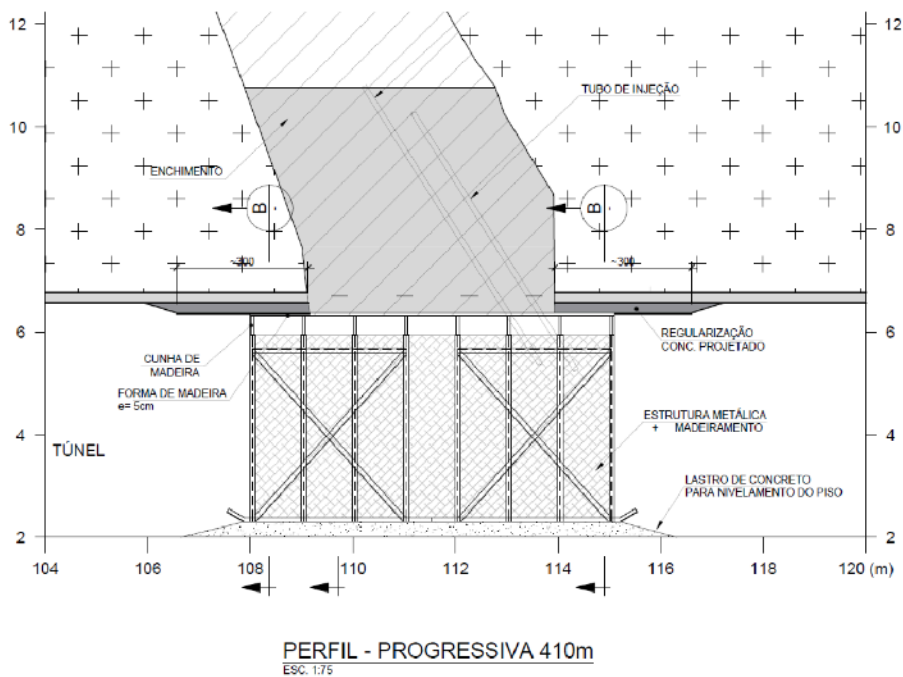 12
12
TUBO DE INJEÇÃO
10
10
ENCHIMENTO
B
B
8
8
~300
~300
6
6
REGULARIZAÇÃO
CONC. PROJETADO
CUNHA DE
MADEIRA
FORMA DE MADEIRA
e= 5cm
ESTRUTURA METÁLICA
+ MADEIRAMENTO
4
4
TÚNEL
LASTRO DE CONCRETO
PARA NIVELAMENTO DO PISO
2
2
104 106 108 110 112 114 116 118 120 (m)
PERFIL - PROGRESSIVA 410m
ESC. 1:75